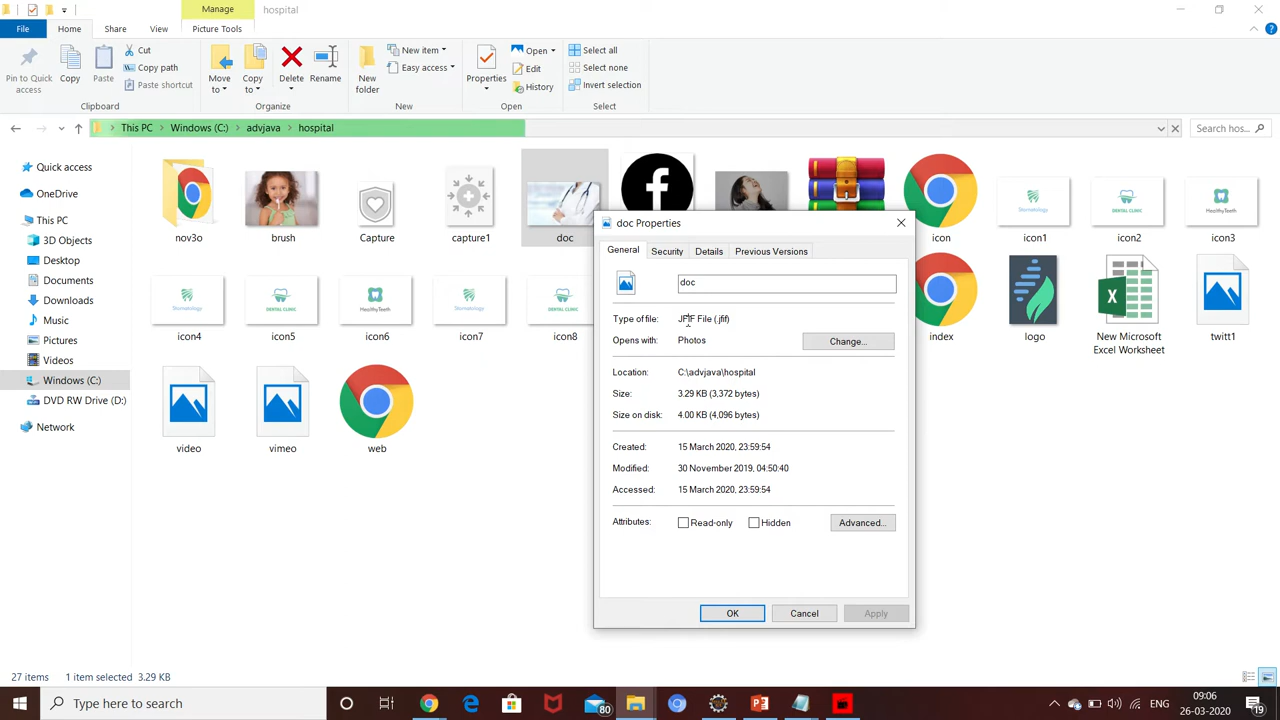 Manage
hospital
File
Home
Share
View
Picture Tools
Pin to Quick access
Copy
Paste
Cut
Copy path
Paste shortcut
Clipboard
Move to
Copy to
Delete
Rename
Organize
New folder
New item
Easy access
New
Properties
Open
Edit
History
Open
Select all
Select none
Invert selection
Select
This PC
Windows (C:)
advjava
hospital
Search hos...
Quick access
OneDrive
This PC
3D Objects
Desktop
Documents
Downloads
Music
Pictures
Videos
Windows (C:)
DVD RW Drive (D:)
Network
nov3o
brush
Capture
capture1
doc
icon
icon1
icon2
DENTAL CLINIC
icon3
HealthyTeeth
icon4
icon5
DENTAL CLINIC
icon6
HealthyTeeth
icon7
icon8
index
logo
New Microsoft
Excel Worksheet
twitt1
video
vimeo
web
doc Properties
General
Security
Details
Previous Versions
doc
Type of file:
JFIF File (.jfif)
Opens with:
Photos
Change...
Location:
C:\advjava\hospital
Size:
3.29 KB (3,372 bytes)
Size on disk:
4.00 KB (4,096 bytes)
Created:
15 March 2020, 23:59:54
Modified:
30 November 2019, 04:50:40
Accessed:
15 March 2020, 23:59:54
Attributes:
Read-only
Hidden
Advanced...
OK
Cancel
Apply
27 items
1 item selected 3.29 KB
Type here to search
80
ENG
09:06
26-03-2020
19